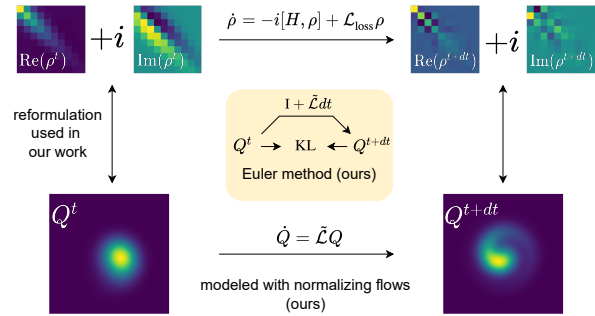 Re(ρ^t) +i Im(ρ^t)
ρ̇ = −i[H, ρ] + 𝓛_loss ρ
Re(ρ^{t+dt}) +i Im(ρ^{t+dt})
reformulation
used in
our work
I + 𝓛̃dt
Q^t → KL ← Q^{t+dt}
Euler method (ours)
Q^t
Q̇ = 𝓛̃Q
Q^{t+dt}
modeled with normalizing flows
(ours)